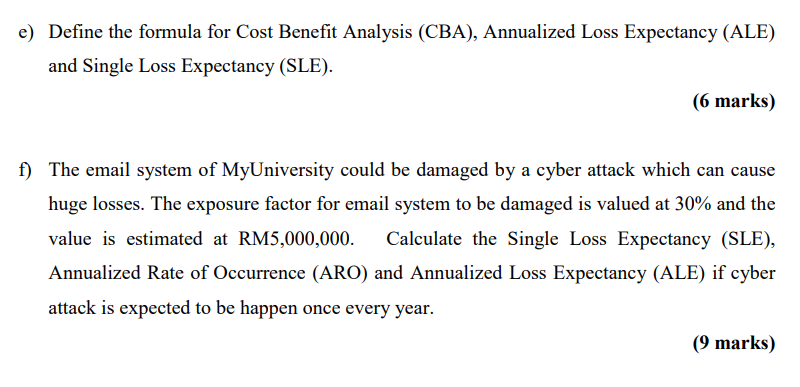 e) Define the formula for Cost Benefit Analysis (CBA), Annualized Loss Expectancy (ALE)
and Single Loss Expectancy (SLE).
(6 marks)
f) The email system of MyUniversity could be damaged by a cyber attack which can cause
huge losses. The exposure factor for email system to be damaged is valued at 30% and the
value is estimated at RM5,000,000. Calculate the Single Loss Expectancy (SLE),
Annualized Rate of Occurrence (ARO) and Annualized Loss Expectancy (ALE) if cyber
attack is expected to be happen once every year.
(9 marks)